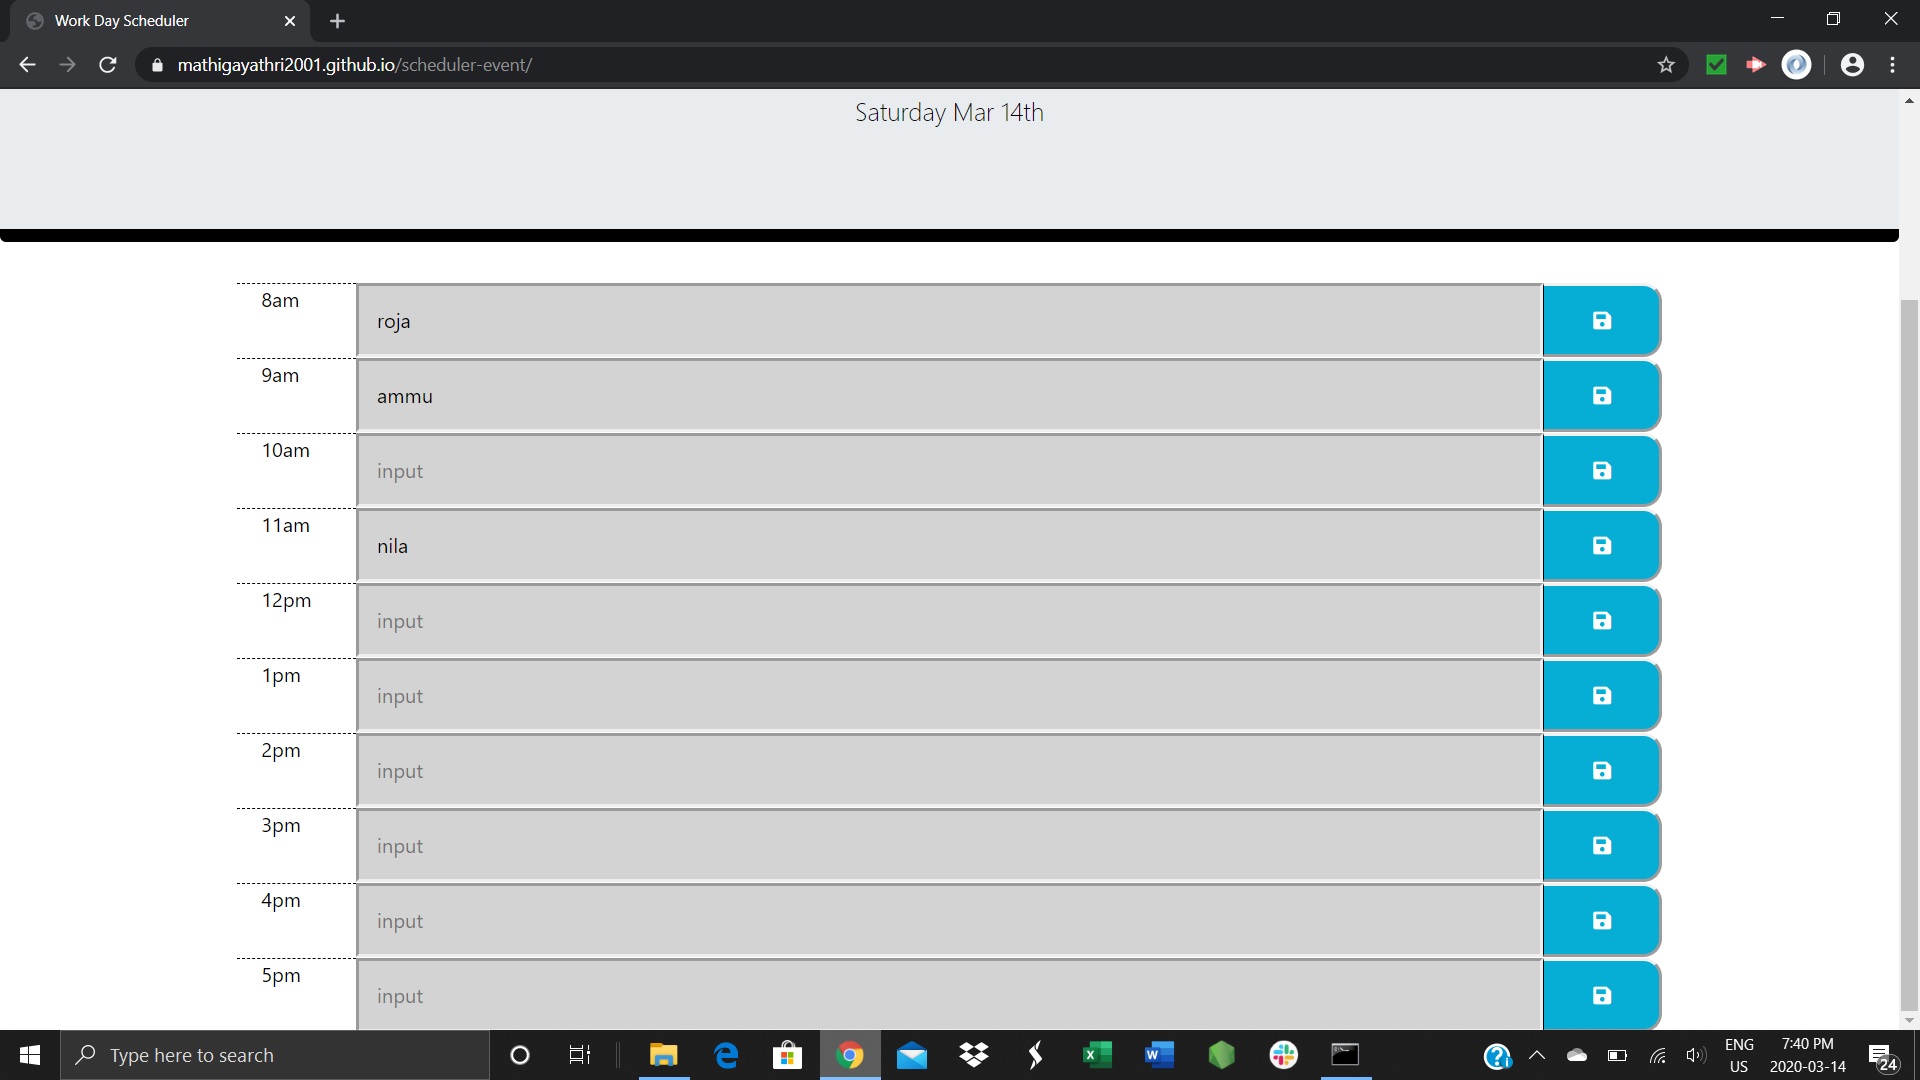 Work Day Scheduler
mathigayathri2001.github.io/scheduler-event/
Saturday Mar 14th
8am
roja
9am
ammu
10am
input
11am
nila
12pm
input
1pm
input
2pm
input
3pm
input
4pm
input
5pm
input
Type here to search
ENG
US
7:40 PM
2020-03-14
24